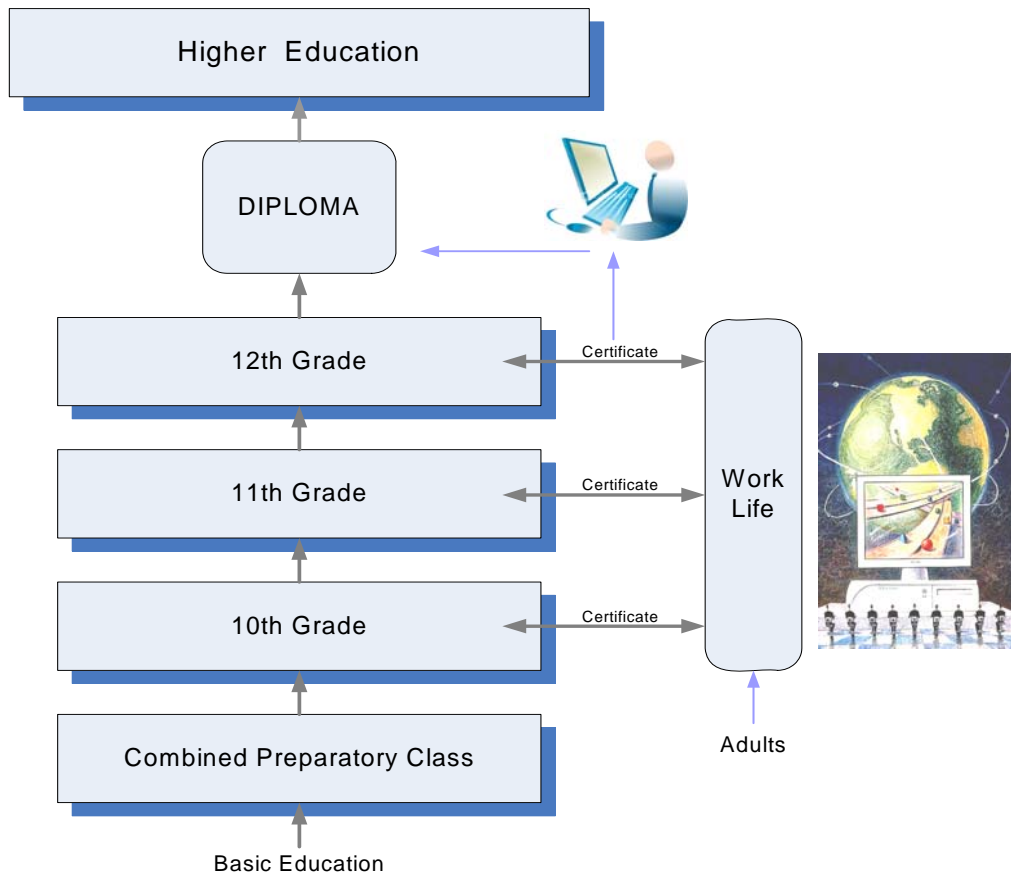 Higher Education
DIPLOMA
12th Grade
Certificate
11th Grade
Certificate
Work
Life
10th Grade
Certificate
Combined Preparatory Class
Adults
Basic Education